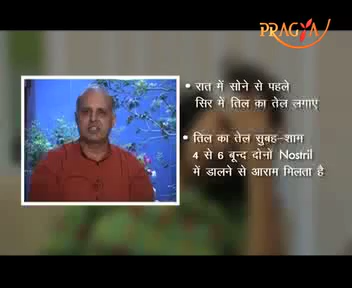 PRAGYA
• रात में सोने से पहले
सिर में तिल का तेल लगाए
• तिल का तेल सुबह-शाम
4 से 6 बून्द दोनों Nostril
में डालने से आराम मिलता है